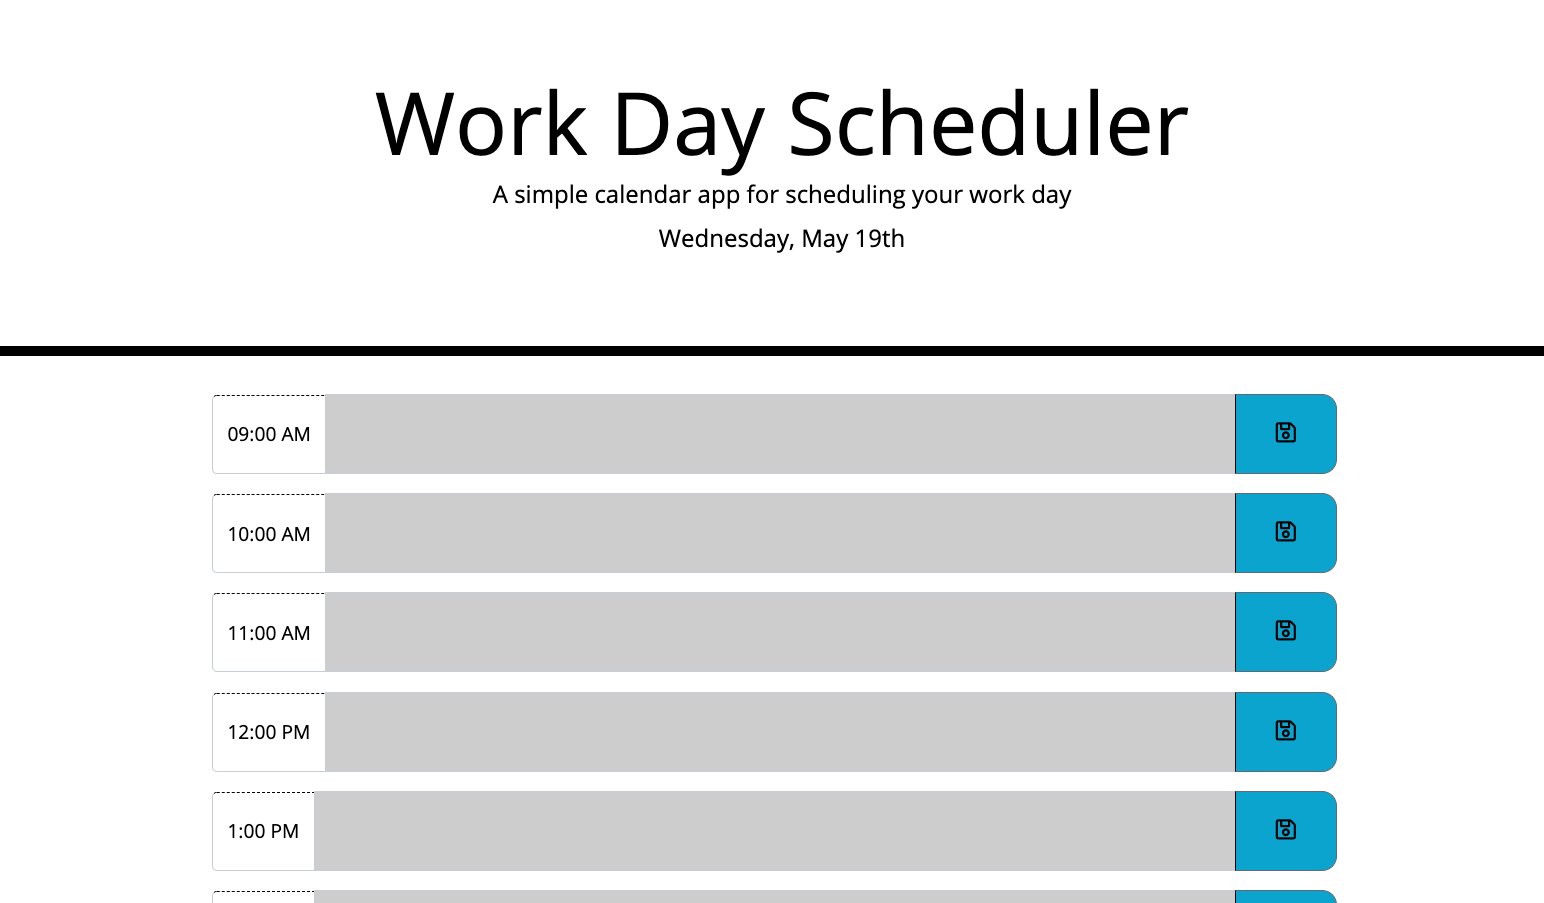 Work Day Scheduler
A simple calendar app for scheduling your work day
Wednesday, May 19th
09:00 AM
10:00 AM
11:00 AM
12:00 PM
1:00 PM